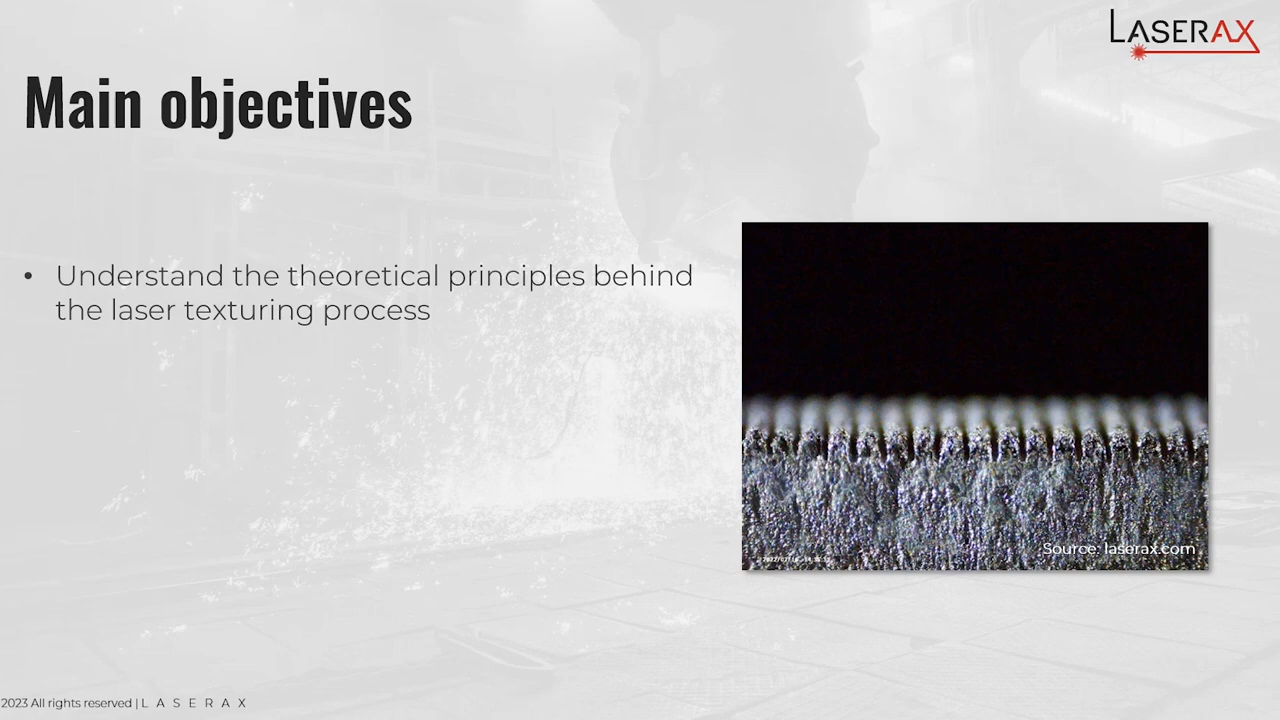 LASERAX
Main objectives
• Understand the theoretical principles behind
the laser texturing process
Source: laserax.com
2023 All rights reserved | L A S E R A X